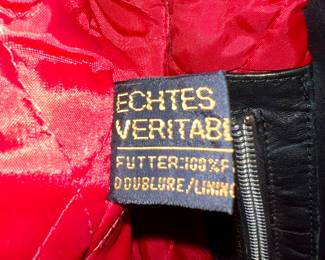 ECHTES
VERITABL
FUTTER:100%F
DOUBLURE/LINING